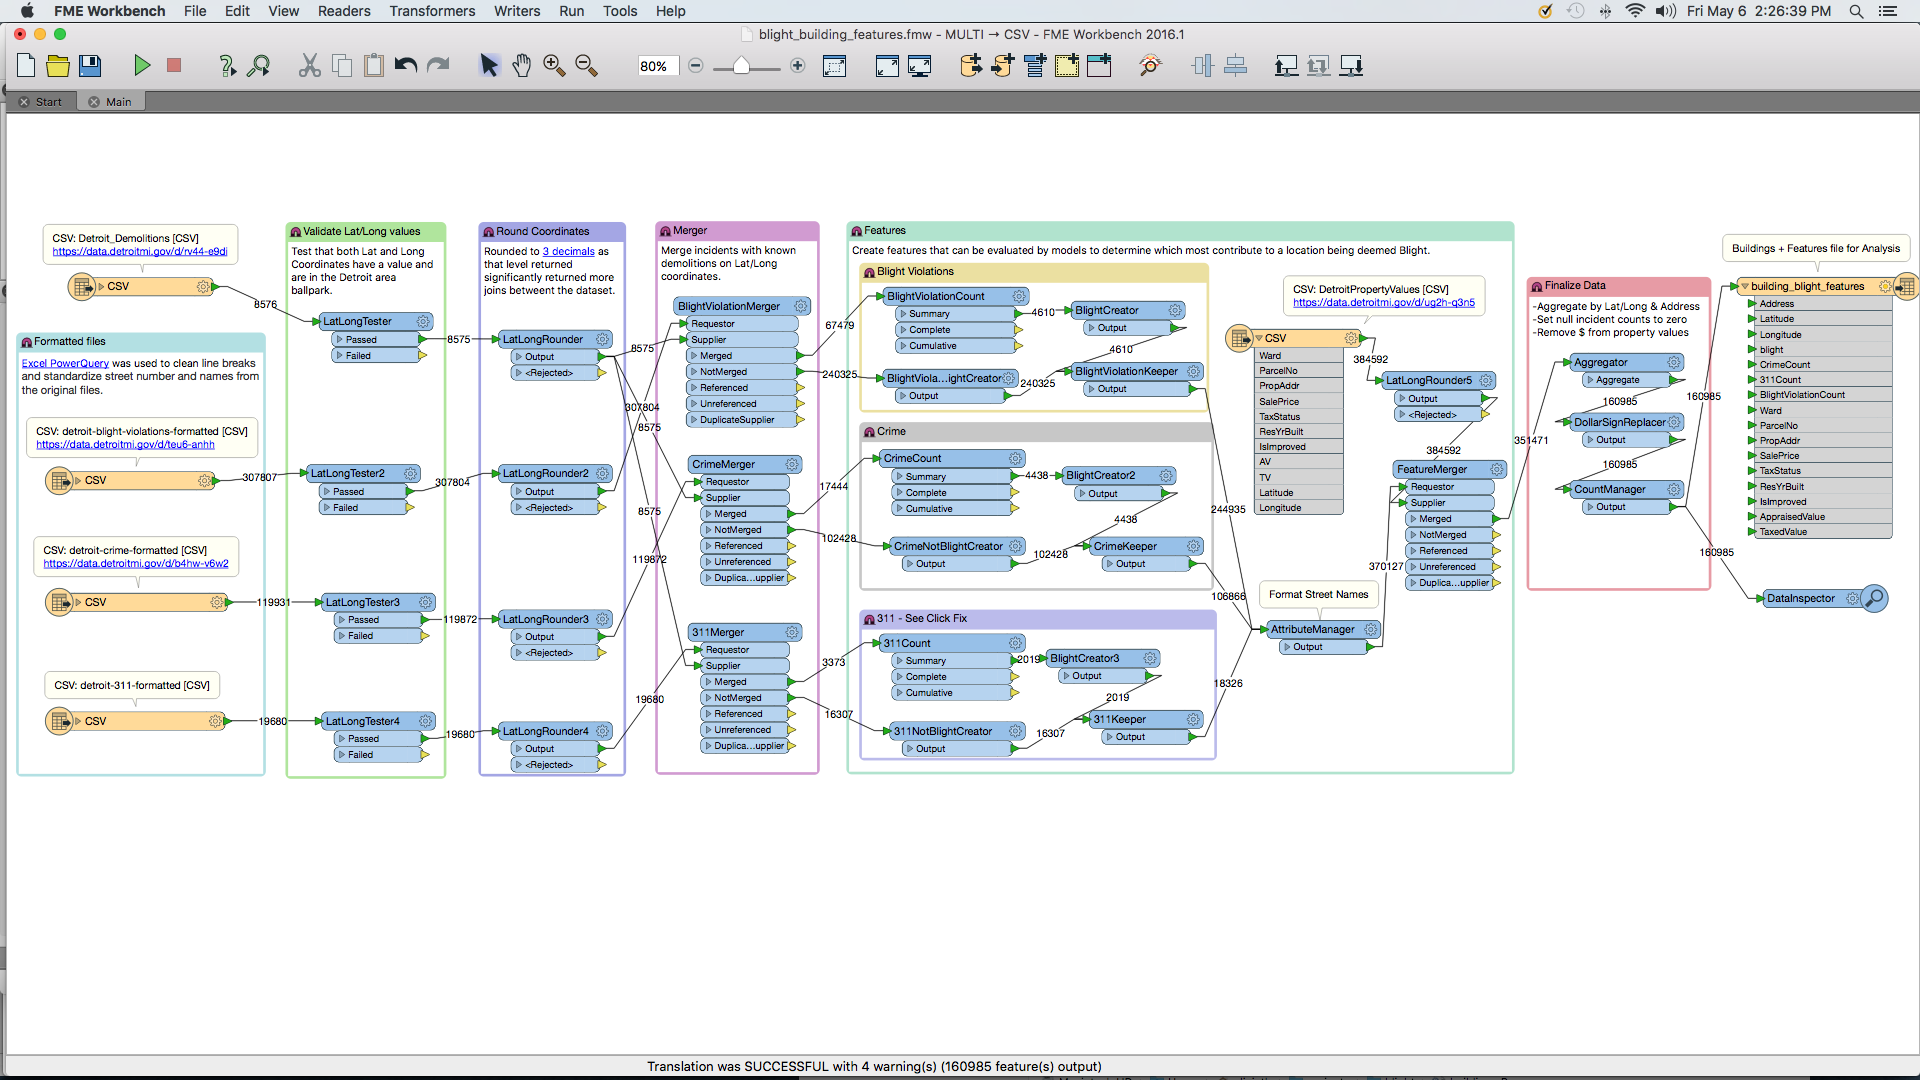 FME Workbench File Edit View Readers Transformers Writers Run Tools Help
Fri May 6 2:26:39 PM
blight_building_features.fmw - MULTI → CSV - FME Workbench 2016.1
80%
Start Main
CSV: Detroit_Demolitions [CSV]
https://data.detroitmi.gov/d/rv44-e9di
CSV
8576
Formatted files
Excel PowerQuery was used to clean line breaks
and standardize street number and names from
the original files.
CSV: detroit-blight-violations-formatted [CSV]
https://data.detroitmi.gov/d/teu6-anhh
CSV
307807
CSV: detroit-crime-formatted [CSV]
https://data.detroitmi.gov/d/b4hw-v6w2
CSV
119931
CSV: detroit-311-formatted [CSV]
CSV
19680
Validate Lat/Long values
Test that both Lat and Long
Coordinates have a value and
are in the Detroit area
ballpark.
LatLongTester
Passed
Failed
8575
LatLongTester2
Passed
Failed
307804
LatLongTester3
Passed
Failed
119872
LatLongTester4
Passed
Failed
19680
Round Coordinates
Rounded to 3 decimals as
that level returned
significantly returned more
joins betweent the dataset.
LatLongRounder
Output
<Rejected>
LatLongRounder2
Output
<Rejected>
LatLongRounder3
Output
<Rejected>
LatLongRounder4
Output
<Rejected>
8575
307804
8575
8575
119872
19680
Merger
Merge incidents with known
demolitions on Lat/Long
coordinates.
BlightViolationMerger
Requestor
Supplier
Merged
NotMerged
Referenced
Unreferenced
DuplicateSupplier
67479
240325
CrimeMerger
Requestor
Supplier
Merged
NotMerged
Referenced
Unreferenced
Duplica...upplier
17444
102428
311Merger
Requestor
Supplier
Merged
NotMerged
Referenced
Unreferenced
Duplica...upplier
3373
16307
Features
Create features that can be evaluated by models to determine which most contribute to a location being deemed Blight.
Blight Violations
BlightViolationCount
Summary
Complete
Cumulative
4610
BlightCreator
Output
4610
BlightViola...ightCreator
Output
240325
BlightViolationKeeper
Output
Crime
CrimeCount
Summary
Complete
Cumulative
4438
BlightCreator2
Output
4438
CrimeNotBlightCreator
Output
102428
CrimeKeeper
Output
311 - See Click Fix
311Count
Summary
Complete
Cumulative
2019
BlightCreator3
Output
2019
311NotBlightCreator
Output
16307
311Keeper
Output
244935
106866
18326
CSV: DetroitPropertyValues [CSV]
https://data.detroitmi.gov/d/ug2h-q3n5
CSV
Ward
ParcelNo
PropAddr
SalePrice
TaxStatus
ResYrBuilt
IsImproved
AV
TV
Latitude
Longitude
384592
LatLongRounder5
Output
<Rejected>
384592
Format Street Names
AttributeManager
Output
370127
FeatureMerger
Requestor
Supplier
Merged
NotMerged
Referenced
Unreferenced
Duplica...upplier
351471
Finalize Data
-Aggregate by Lat/Long & Address
-Set null incident counts to zero
-Remove $ from property values
Aggregator
Aggregate
160985
DollarSignReplacer
Output
160985
CountManager
Output
160985
160985
Buildings + Features file for Analysis
building_blight_features
Address
Latitude
Longitude
blight
CrimeCount
311Count
BlightViolationCount
Ward
ParcelNo
PropAddr
SalePrice
TaxStatus
ResYrBuilt
IsImproved
AppraisedValue
TaxedValue
DataInspector
Translation was SUCCESSFUL with 4 warning(s) (160985 feature(s) output)